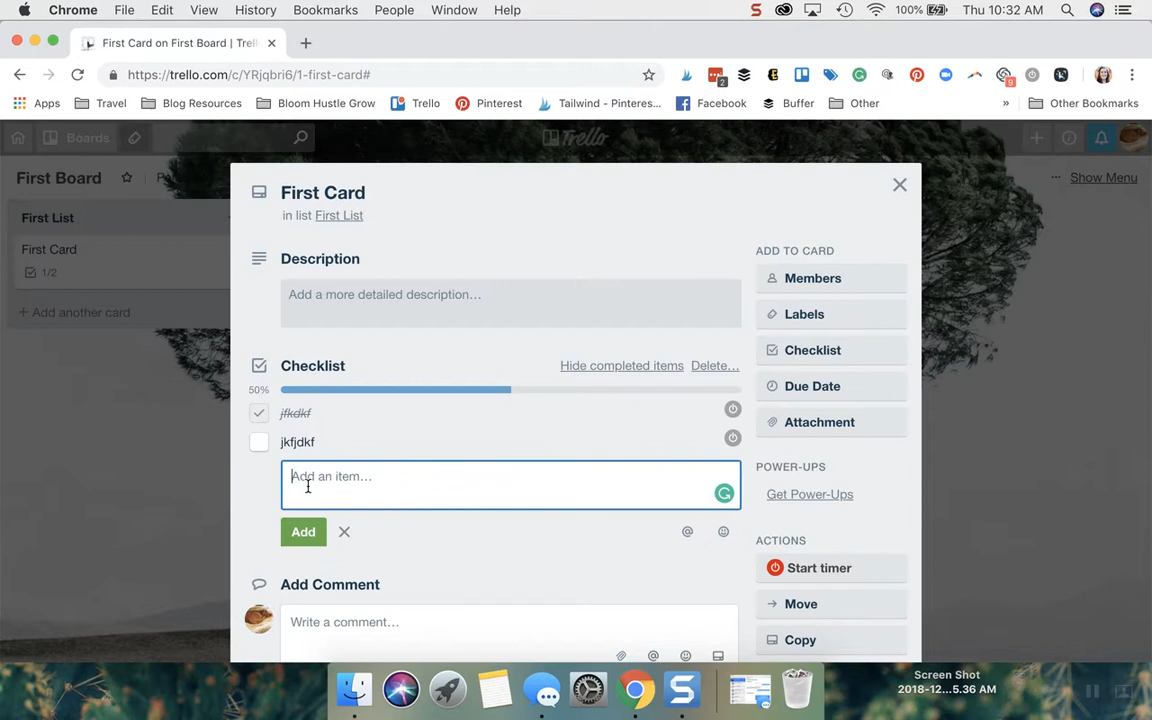 Chrome File Edit View History Bookmarks People Window Help 100% Thu 10:32 AM
First Card on First Board | Trell
https://trello.com/c/YRjqbri6/1-first-card#
2 9
Apps Travel Blog Resources Bloom Hustle Grow Trello Pinterest Tailwind - Pinteres... Facebook Buffer Other » Other Bookmarks
Boards Trello
First Board ... Show Menu
First List
First Card
1/2
+ Add another card
First Card
in list First List
Description
Add a more detailed description…
Checklist Hide completed items Delete…
50%
jfkdkf
jkfjdkf
Add an item…
Add
Add Comment
Write a comment…
ADD TO CARD
Members
Labels
Checklist
Due Date
Attachment
POWER-UPS
Get Power-Ups
ACTIONS
Start timer
Move
Copy
Screen Shot
2018-12...5.36 AM